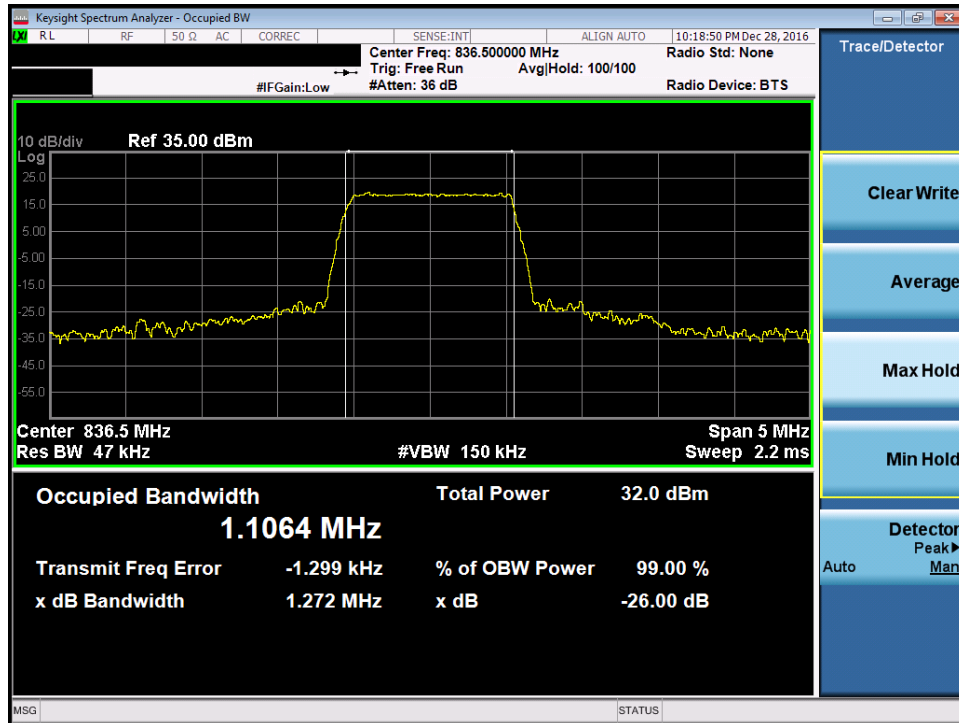 Keysight Spectrum Analyzer - Occupied BW
LXI RL RF 50 Ω AC CORREC SENSE:INT ALIGN AUTO 10:18:50 PM Dec 28, 2016
Center Freq: 836.500000 MHz Radio Std: None
Trig: Free Run Avg|Hold: 100/100
#IFGain:Low #Atten: 36 dB Radio Device: BTS
10 dB/div Ref 35.00 dBm
Log
25.0
15.0
5.00
-5.00
-15.0
-25.0
-35.0
-45.0
-55.0
Center 836.5 MHz Span 5 MHz
Res BW 47 kHz #VBW 150 kHz Sweep 2.2 ms
Occupied Bandwidth Total Power 32.0 dBm
1.1064 MHz
Transmit Freq Error -1.299 kHz % of OBW Power 99.00 %
x dB Bandwidth 1.272 MHz x dB -26.00 dB
MSG STATUS
Trace/Detector
Clear Write
Average
Max Hold
Min Hold
Detector
Peak▶
Auto Man